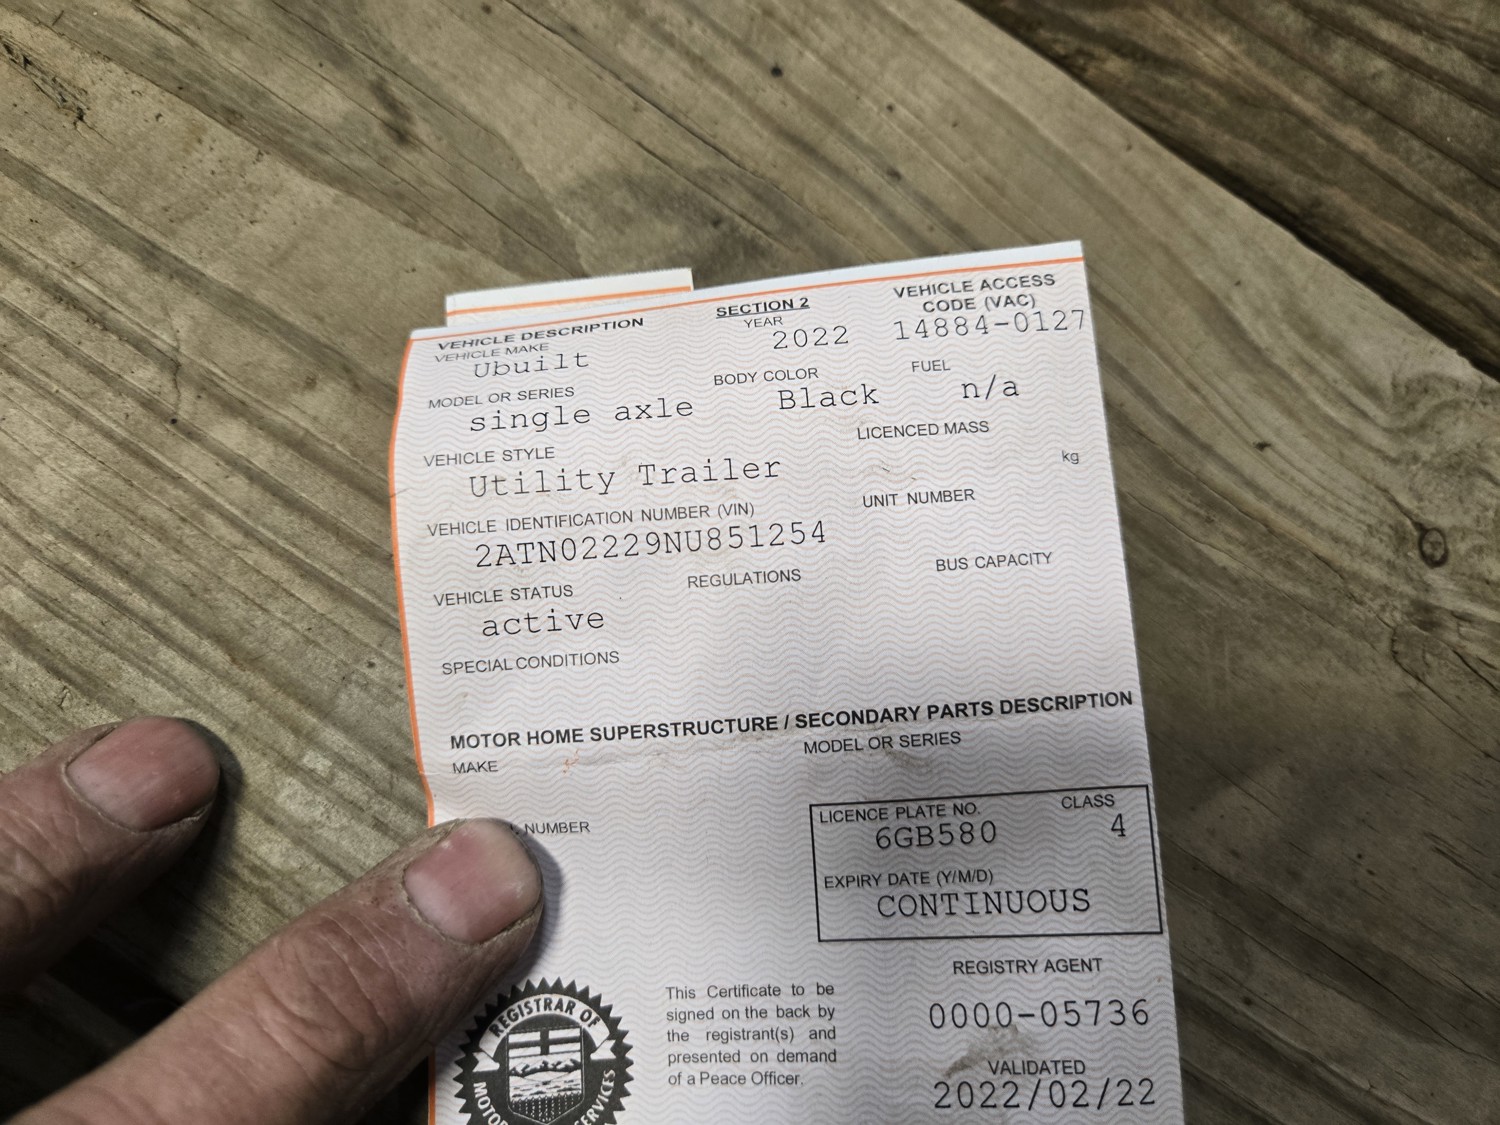 VEHICLE DESCRIPTION
SECTION 2
VEHICLE ACCESS
CODE (VAC)
VEHICLE MAKE
YEAR
Ubuilt
2022
14884-0127
MODEL OR SERIES
BODY COLOR
FUEL
single axle
Black
n/a
VEHICLE STYLE
LICENCED MASS
Utility Trailer
kg
VEHICLE IDENTIFICATION NUMBER (VIN)
UNIT NUMBER
2ATN02229NU851254
VEHICLE STATUS
REGULATIONS
BUS CAPACITY
active
SPECIAL CONDITIONS
MOTOR HOME SUPERSTRUCTURE / SECONDARY PARTS DESCRIPTION
MAKE
MODEL OR SERIES
NUMBER
LICENCE PLATE NO.
CLASS
6GB580
4
EXPIRY DATE (Y/M/D)
CONTINUOUS
REGISTRY AGENT
0000-05736
VALIDATED
2022/02/22
This Certificate to be
signed on the back by
the registrant(s) and
presented on demand
of a Peace Officer.
REGISTRAR OF
MOTO
SERVICES